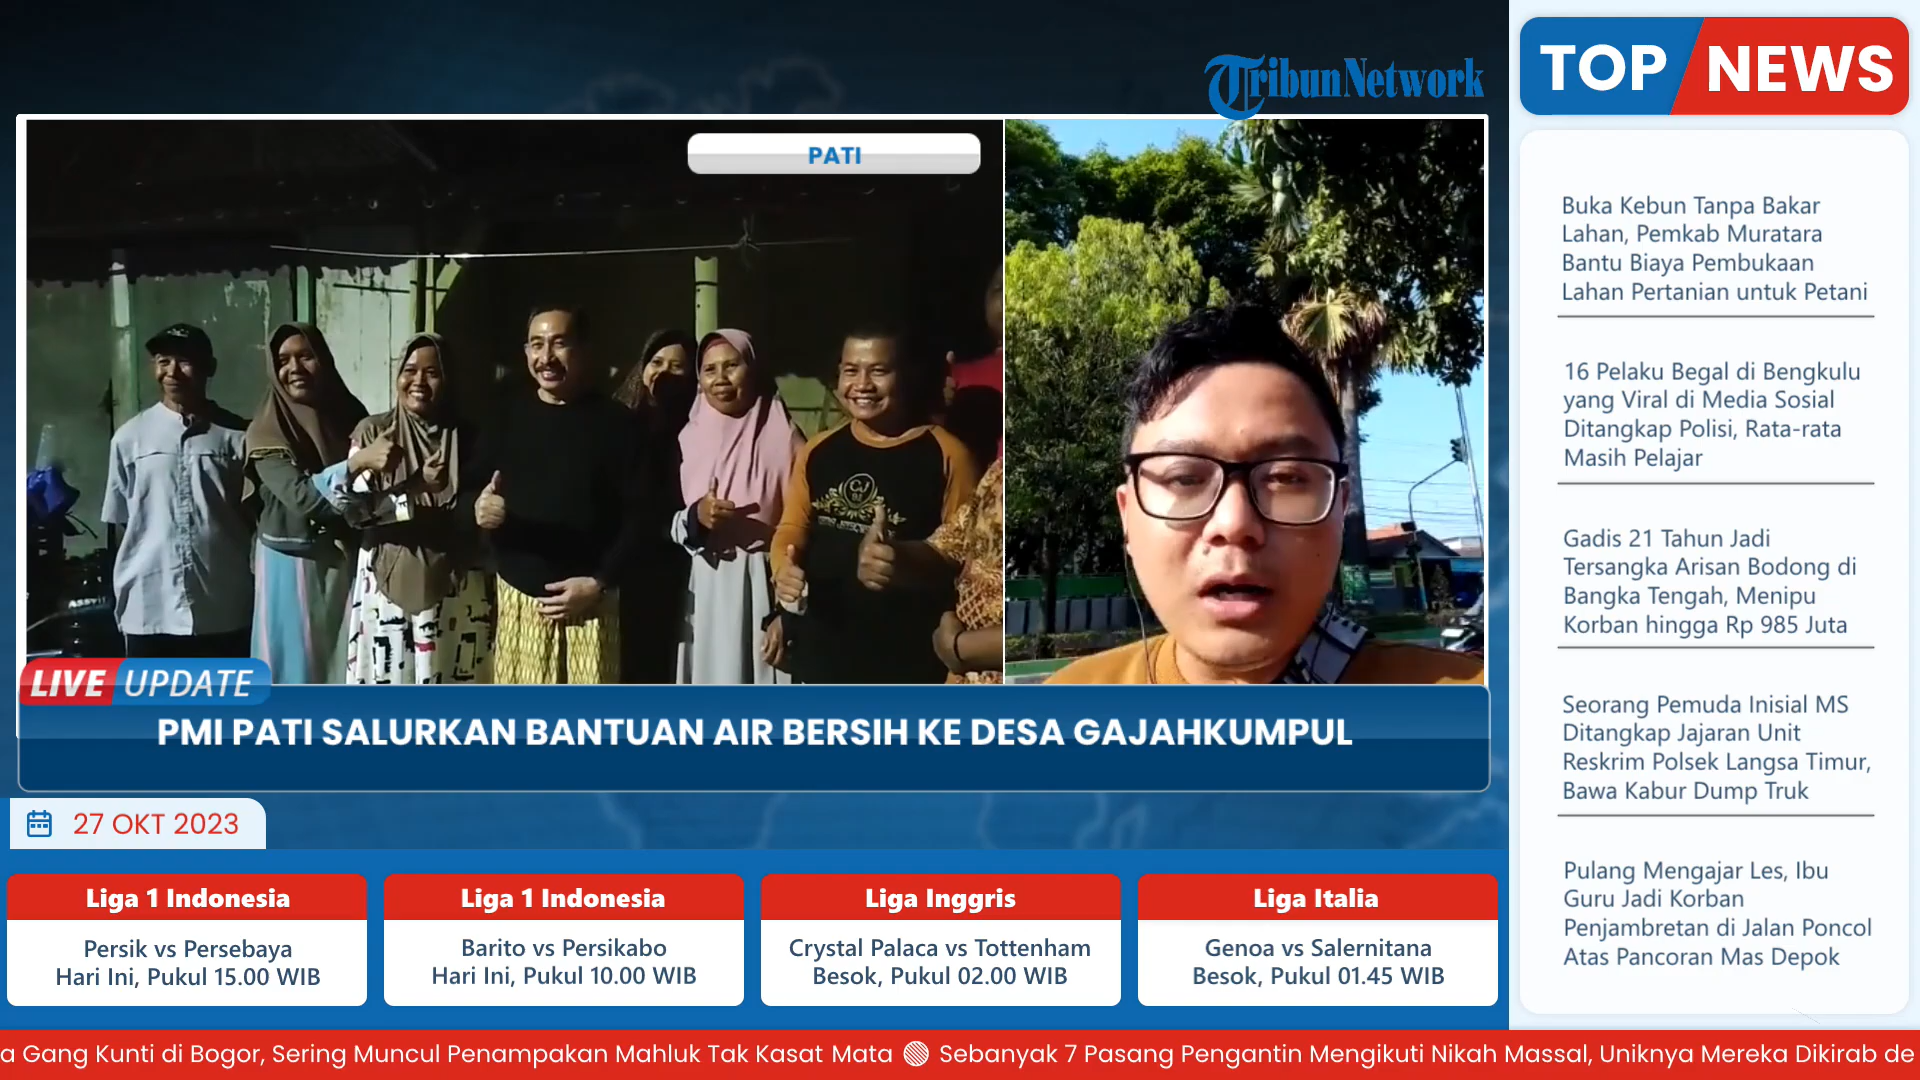 TribunNetwork
TOP NEWS
PATI
Buka Kebun Tanpa Bakar
Lahan, Pemkab Muratara
Bantu Biaya Pembukaan
Lahan Pertanian untuk Petani
16 Pelaku Begal di Bengkulu
yang Viral di Media Sosial
Ditangkap Polisi, Rata-rata
Masih Pelajar
Gadis 21 Tahun Jadi
Tersangka Arisan Bodong di
Bangka Tengah, Menipu
Korban hingga Rp 985 Juta
Seorang Pemuda Inisial MS
Ditangkap Jajaran Unit
Reskrim Polsek Langsa Timur,
Bawa Kabur Dump Truk
Pulang Mengajar Les, Ibu
Guru Jadi Korban
Penjambretan di Jalan Poncol
Atas Pancoran Mas Depok
LIVE UPDATE
PMI PATI SALURKAN BANTUAN AIR BERSIH KE DESA GAJAHKUMPUL
27 OKT 2023
Liga 1 Indonesia
Persik vs Persebaya
Hari Ini, Pukul 15.00 WIB
Liga 1 Indonesia
Barito vs Persikabo
Hari Ini, Pukul 10.00 WIB
Liga Inggris
Crystal Palaca vs Tottenham
Besok, Pukul 02.00 WIB
Liga Italia
Genoa vs Salernitana
Besok, Pukul 01.45 WIB
a Gang Kunti di Bogor, Sering Muncul Penampakan Mahluk Tak Kasat Mata Sebanyak 7 Pasang Pengantin Mengikuti Nikah Massal, Uniknya Mereka Dikirab de